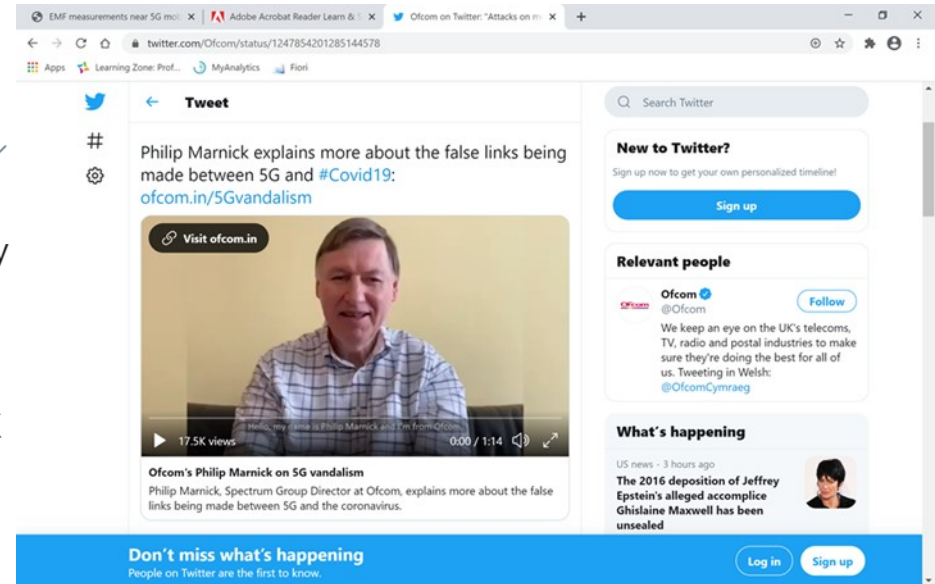 EMF measurements near 5G mo
Adobe Acrobat Reader Learn &
Ofcom on Twitter: "Attacks on m
twitter.com/Ofcom/status/1247854201285144578
Apps
Learning Zone: Prof...
MyAnalytics
Fiori
Tweet
Philip Marnick explains more about the false links being
made between 5G and #Covid19:
ofcom.in/5Gvandalism
Visit ofcom.in
Hello, my name is Philip Marnick and I'm from Ofcom
17.5K views
0:00 / 1:14
Ofcom's Philip Marnick on 5G vandalism
Philip Marnick, Spectrum Group Director at Ofcom, explains more about the false
links being made between 5G and the coronavirus.
Search Twitter
New to Twitter?
Sign up now to get your own personalized timeline!
Sign up
Relevant people
Ofcom
Ofcom
@Ofcom
Follow
We keep an eye on the UK's telecoms,
TV, radio and postal industries to make
sure they're doing the best for all of
us. Tweeting in Welsh:
@OfcomCymraeg
What's happening
US news · 3 hours ago
The 2016 deposition of Jeffrey
Epstein's alleged accomplice
Ghislaine Maxwell has been
unsealed
Don't miss what's happening
People on Twitter are the first to know.
Log in
Sign up